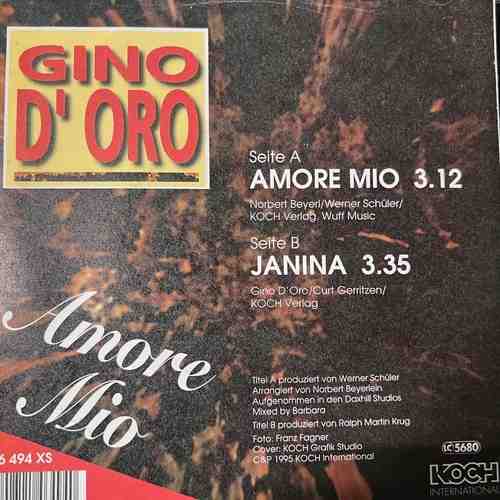 GINO
D' ORO
Seite A
AMORE MIO 3.12
Norbert Beyerl/Werner Schüler/
KOCH Verlag, Wuff Music
Seite B
JANINA 3.35
Gino D'Oro/Curt Gerritzen/
KOCH Verlag
Amore
Mio
Titel A produziert von Werner Schüler
Arrangiert von Norbert Beyerlein
Aufgenommen in den Daxhill Studios
Mixed by Barbara
Titel B produziert von Ralph Martin Krug
Foto: Franz Fagner
Cover: KOCH Grafik Studio
C&P 1995 KOCH International
6 494 XS
LC 5680
KOCH
INTERNATIONAL